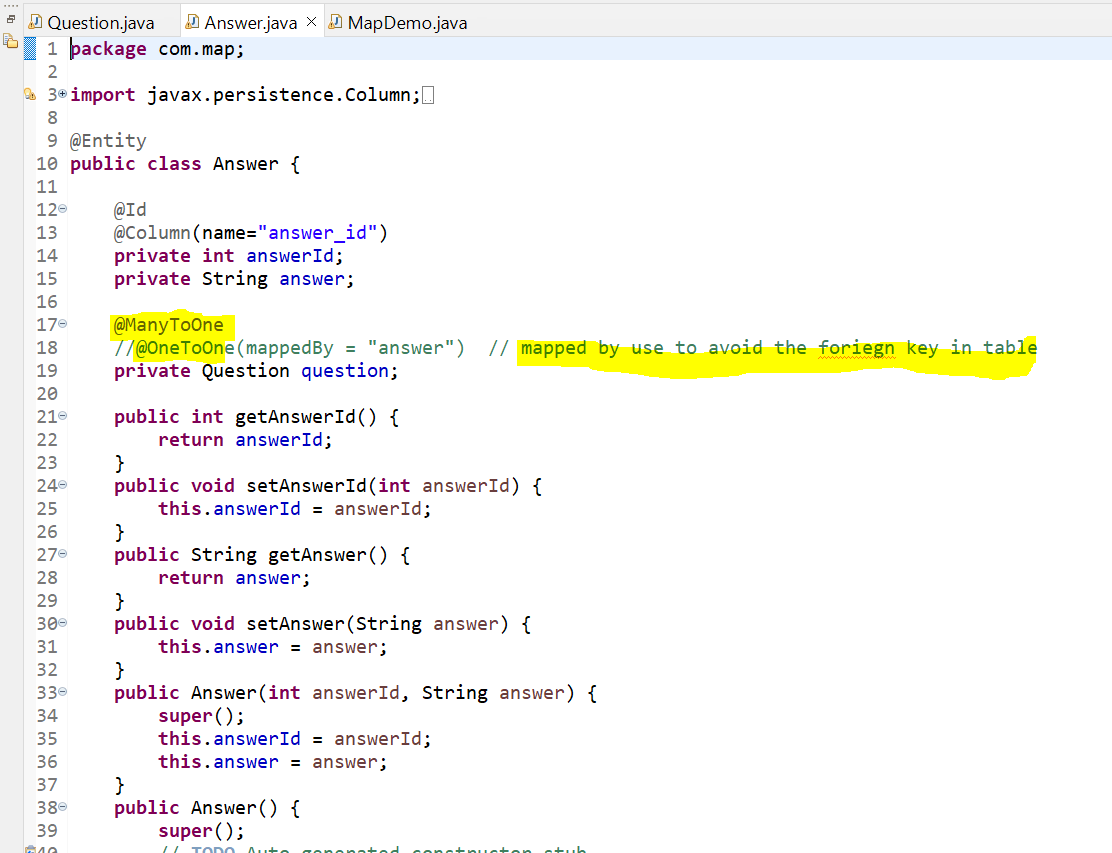 Question.java Answer.java MapDemo.java
1 package com.map;
2
3 import javax.persistence.Column;
8
9 @Entity
10 public class Answer {
11
12 @Id
13 @Column(name="answer_id")
14 private int answerId;
15 private String answer;
16
17 @ManyToOne
18 //@OneToOne(mappedBy = "answer")  // mapped by use to avoid the foriegn key in table
19 private Question question;
20
21 public int getAnswerId() {
22 return answerId;
23 }
24 public void setAnswerId(int answerId) {
25 this.answerId = answerId;
26 }
27 public String getAnswer() {
28 return answer;
29 }
30 public void setAnswer(String answer) {
31 this.answer = answer;
32 }
33 public Answer(int answerId, String answer) {
34 super();
35 this.answerId = answerId;
36 this.answer = answer;
37 }
38 public Answer() {
39 super();
40 // TODO Auto-generated constructor stub